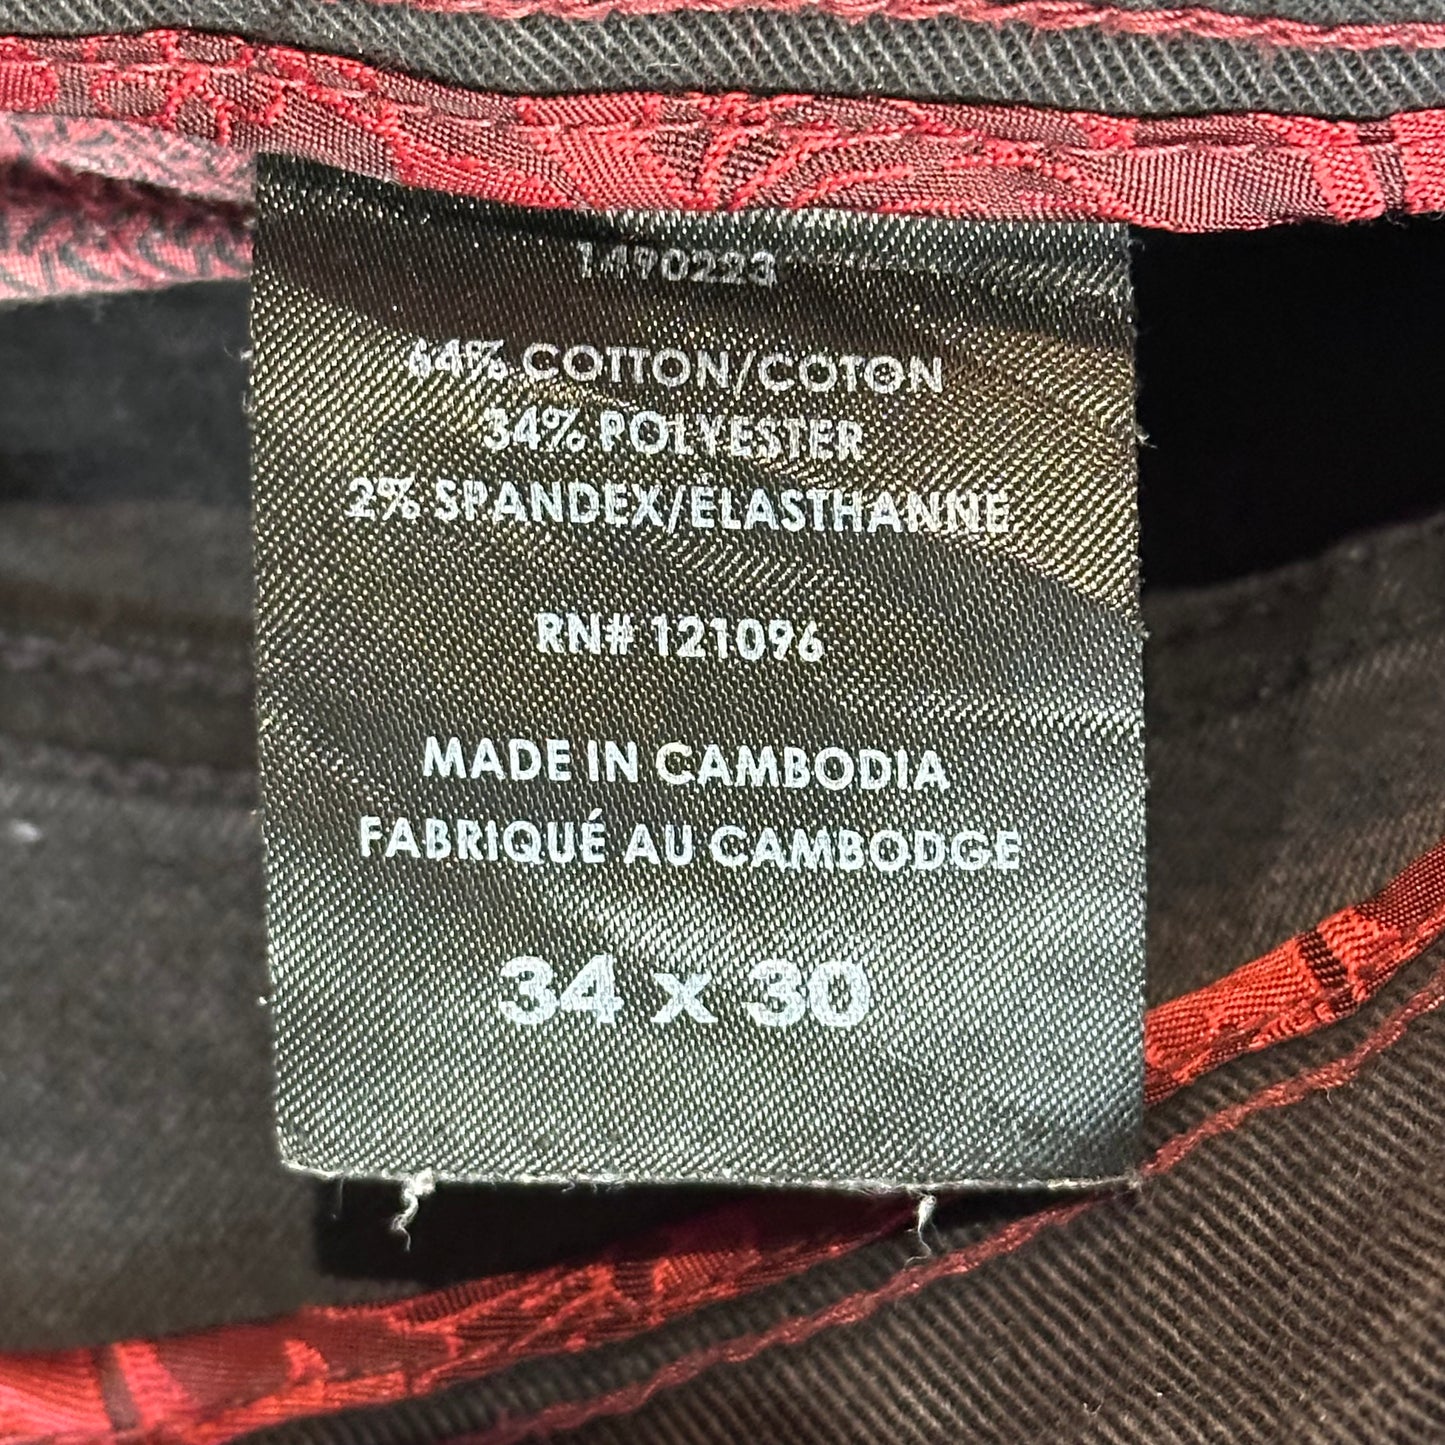 1490223
64% COTTON/COTON
34% POLYESTER
2% SPANDEX/ÉLASTHANNE
RN# 121096
MADE IN CAMBODIA
FABRIQUÉ AU CAMBODGE
34 x 30